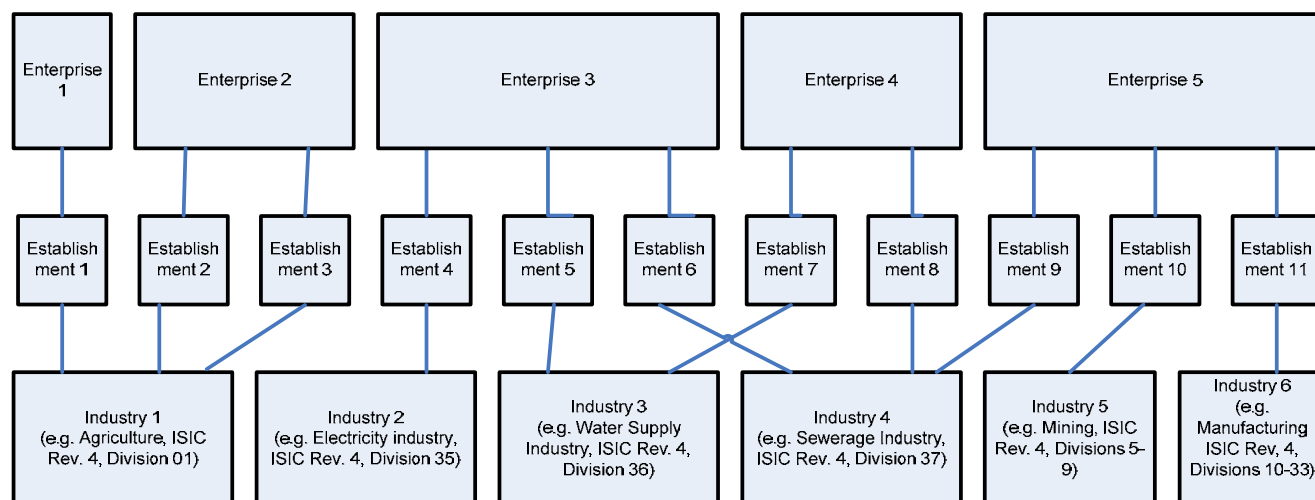 Enterprise
1
Enterprise 2
Enterprise 3
Enterprise 4
Enterprise 5
Establish
ment 1
Establish
ment 2
Establish
ment 3
Establish
ment 4
Establish
ment 5
Establish
ment 6
Establish
ment 7
Establish
ment 8
Establish
ment 9
Establish
ment 10
Establish
ment 11
Industry 1
(e.g. Agriculture, ISIC
Rev. 4, Division 01)
Industry 2
(e.g. Electricity industry,
ISIC Rev. 4, Division 35)
Industry 3
(e.g. Water Supply
Industry, ISIC Rev. 4,
Division 36)
Industry 4
(e.g. Sewerage Industry,
ISIC Rev. 4, Division 37)
Industry 5
(e.g. Mining, ISIC
Rev. 4, Divisions 5-
9)
Industry 6
(e.g.
Manufacturing
ISIC Rev, 4,
Divisions 10-33)